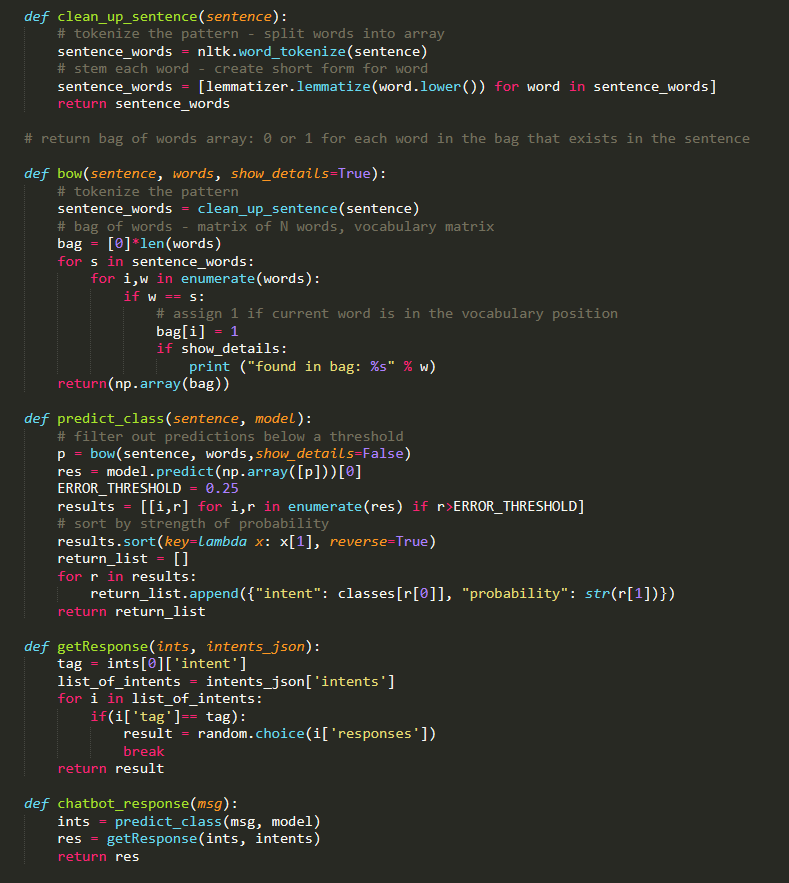 def clean_up_sentence(sentence):
    # tokenize the pattern - split words into array
    sentence_words = nltk.word_tokenize(sentence)
    # stem each word - create short form for word
    sentence_words = [lemmatizer.lemmatize(word.lower()) for word in sentence_words]
    return sentence_words

# return bag of words array: 0 or 1 for each word in the bag that exists in the sentence

def bow(sentence, words, show_details=True):
    # tokenize the pattern
    sentence_words = clean_up_sentence(sentence)
    # bag of words - matrix of N words, vocabulary matrix
    bag = [0]*len(words)
    for s in sentence_words:
        for i,w in enumerate(words):
            if w == s:
                # assign 1 if current word is in the vocabulary position
                bag[i] = 1
                if show_details:
                    print ("found in bag: %s" % w)
    return(np.array(bag))

def predict_class(sentence, model):
    # filter out predictions below a threshold
    p = bow(sentence, words,show_details=False)
    res = model.predict(np.array([p]))[0]
    ERROR_THRESHOLD = 0.25
    results = [[i,r] for i,r in enumerate(res) if r>ERROR_THRESHOLD]
    # sort by strength of probability
    results.sort(key=lambda x: x[1], reverse=True)
    return_list = []
    for r in results:
        return_list.append({"intent": classes[r[0]], "probability": str(r[1])})
    return return_list

def getResponse(ints, intents_json):
    tag = ints[0]['intent']
    list_of_intents = intents_json['intents']
    for i in list_of_intents:
        if(i['tag']== tag):
            result = random.choice(i['responses'])
            break
    return result

def chatbot_response(msg):
    ints = predict_class(msg, model)
    res = getResponse(ints, intents)
    return res